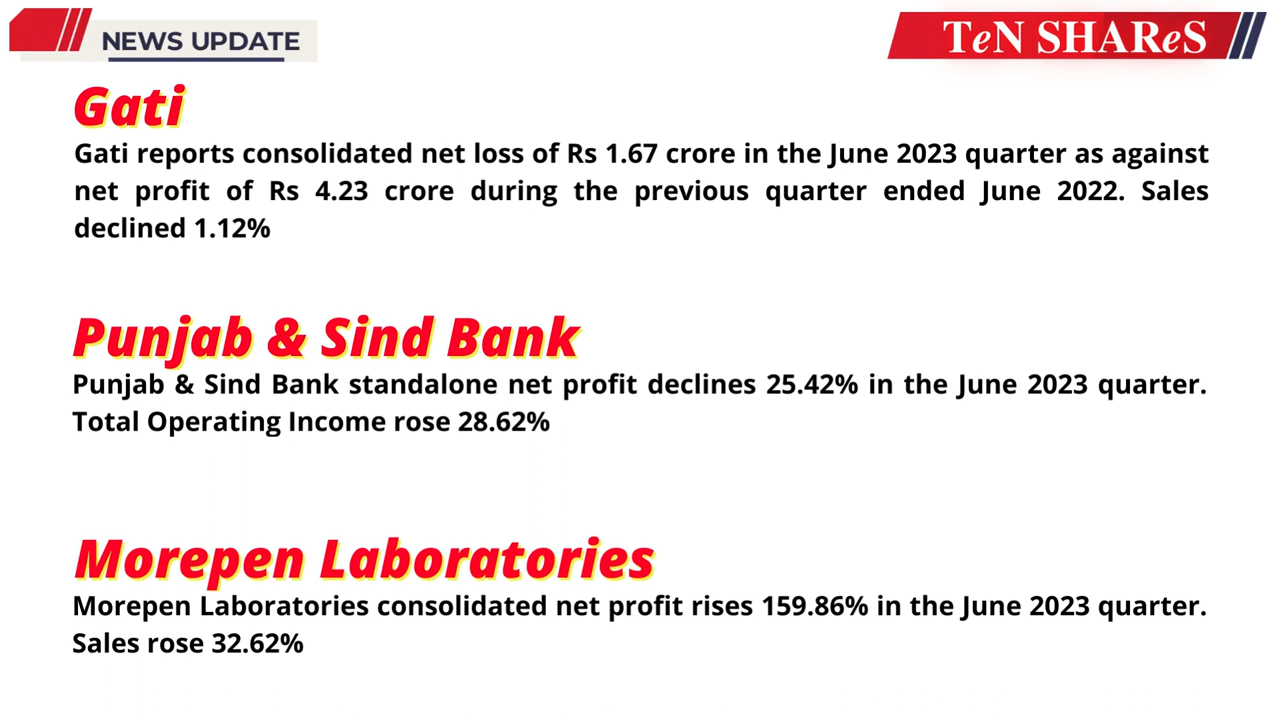 NEWS UPDATE
TeN SHAReS
Gati
Gati reports consolidated net loss of Rs 1.67 crore in the June 2023 quarter as against
net profit of Rs 4.23 crore during the previous quarter ended June 2022. Sales
declined 1.12%
Punjab & Sind Bank
Punjab & Sind Bank standalone net profit declines 25.42% in the June 2023 quarter.
Total Operating Income rose 28.62%
Morepen Laboratories
Morepen Laboratories consolidated net profit rises 159.86% in the June 2023 quarter.
Sales rose 32.62%